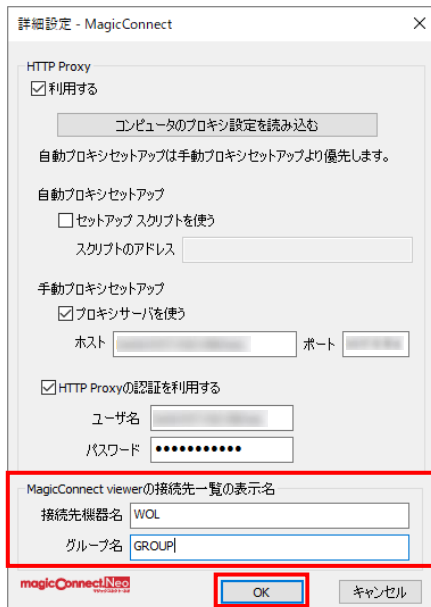 詳細設定 - MagicConnect
HTTP Proxy
利用する
コンピュータのプロキシ設定を読み込む
自動プロキシセットアップは手動プロキシセットアップより優先します。
自動プロキシセットアップ
セットアップ スクリプトを使う
スクリプトのアドレス
手動プロキシセットアップ
プロキシサーバを使う
ホスト ポート
HTTP Proxyの認証を利用する
ユーザ名
パスワード ●●●●●●●●●●●
MagicConnect viewerの接続先一覧の表示名
接続先機器名 WOL
グループ名 GROUP
magicConnect Neo
OK キャンセル